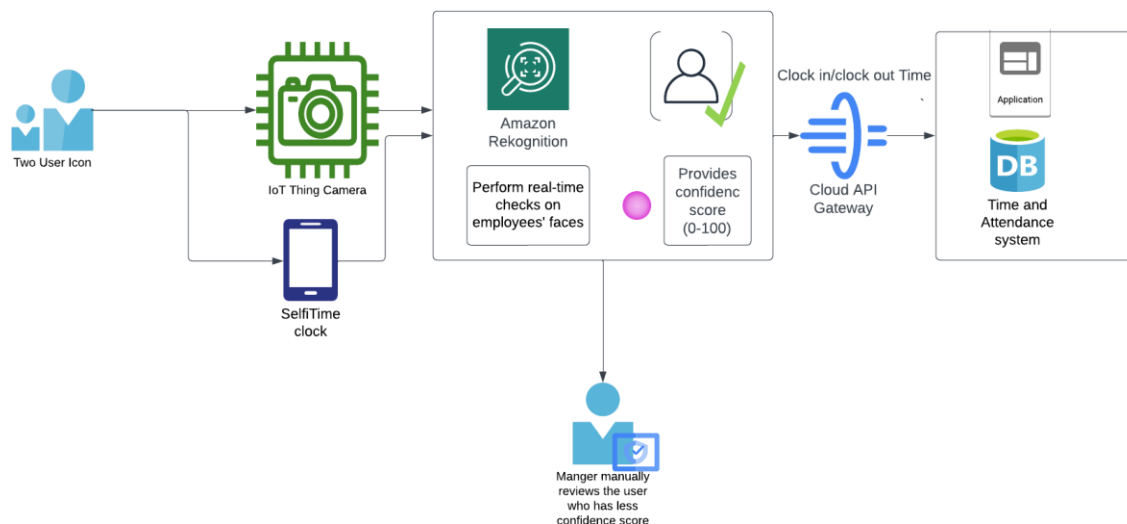 Two User Icon
IoT Thing Camera
SelfiTime
clock
Amazon
Rekognition
Perform real-time
checks on
employees' faces
Provides
confidenc
score
(0-100)
Clock in/clock out Time
Cloud API
Gateway
Application
DB
Time and
Attendance
system
Manger manually
reviews the user
who has less
confidence score